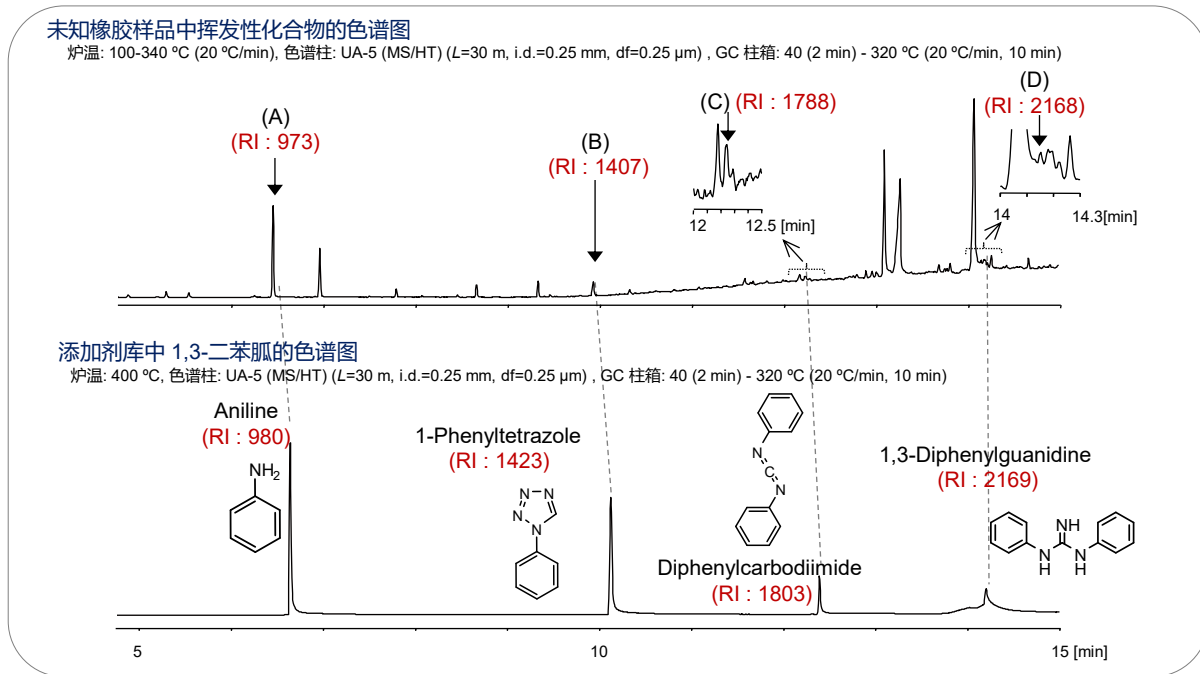 未知橡胶样品中挥发性化合物的色谱图
炉温: 100-340 ºC (20 ºC/min), 色谱柱: UA-5 (MS/HT) (L=30 m, i.d.=0.25 mm, df=0.25 µm) , GC 柱箱: 40 (2 min) - 320 ºC (20 ºC/min, 10 min)
(A)
(RI : 973)
(B)
(RI : 1407)
(C) (RI : 1788)
(D)
(RI : 2168)
12 12.5 [min]
14 14.3[min]
添加剂库中 1,3-二苯胍的色谱图
炉温: 400 ºC, 色谱柱: UA-5 (MS/HT) (L=30 m, i.d.=0.25 mm, df=0.25 µm) , GC 柱箱: 40 (2 min) - 320 ºC (20 ºC/min, 10 min)
Aniline
(RI : 980)
NH2
1-Phenyltetrazole
(RI : 1423)
N N
N
N
N
C
N
Diphenylcarbodiimide
(RI : 1803)
1,3-Diphenylguanidine
(RI : 2169)
NH
N N
H H
5 10 15 [min]